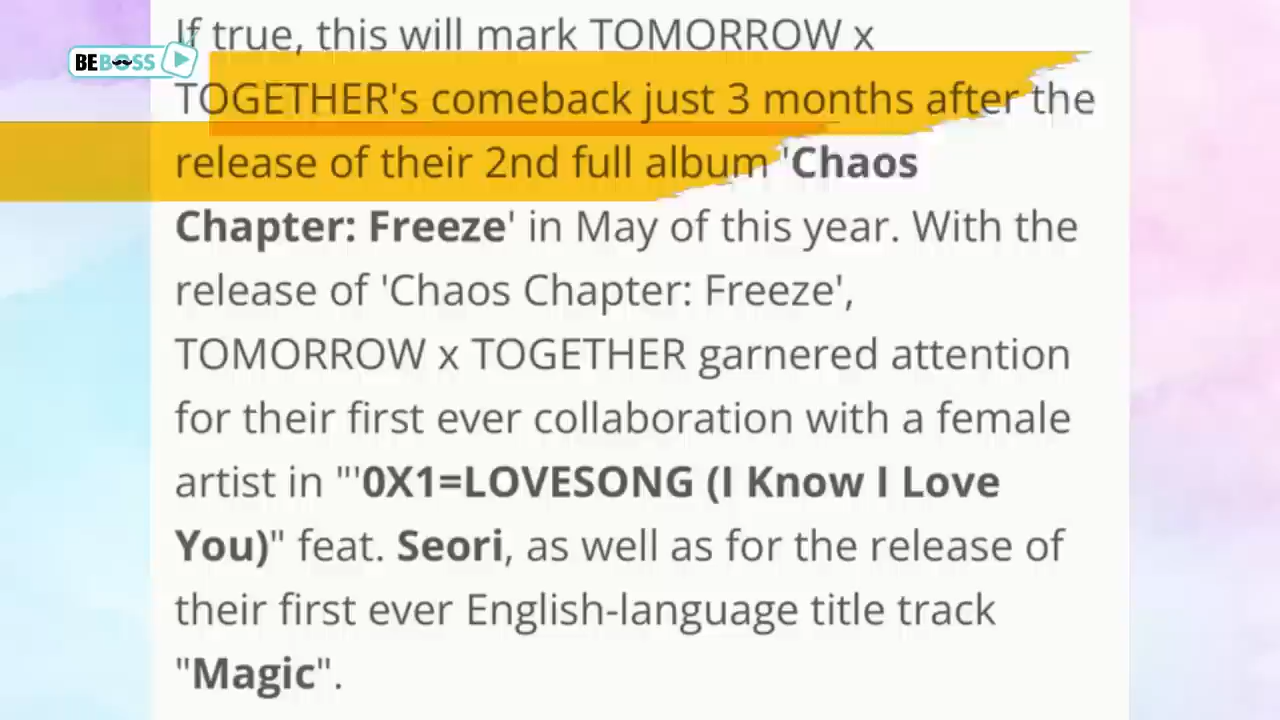 If true, this will mark TOMORROW x
BEBOSS
TOGETHER's comeback just 3 months after the
release of their 2nd full album 'Chaos
Chapter: Freeze' in May of this year. With the
release of 'Chaos Chapter: Freeze',
TOMORROW x TOGETHER garnered attention
for their first ever collaboration with a female
artist in "'0X1=LOVESONG (I Know I Love
You)" feat. Seori, as well as for the release of
their first ever English-language title track
"Magic".